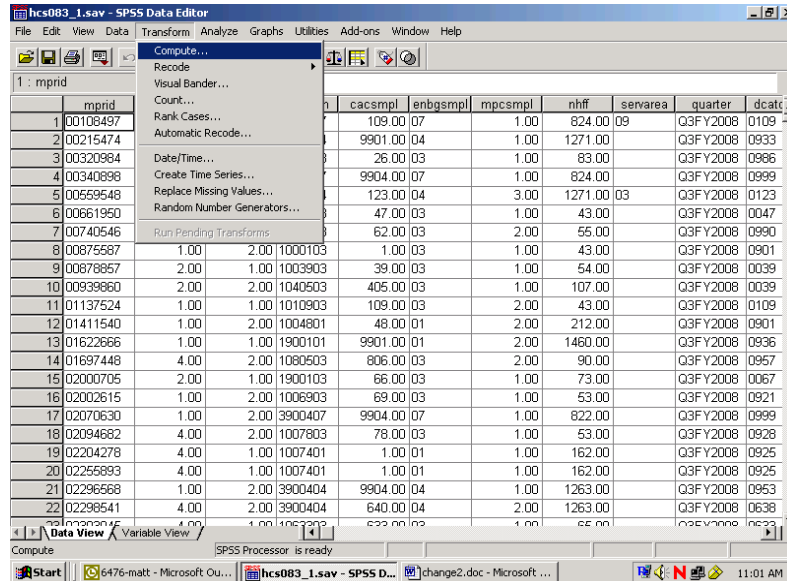 hcs083_1.sav - SPSS Data Editor
File Edit View Data Transform Analyze Graphs Utilities Add-ons Window Help
Compute...
Recode
Visual Bander...
Count...
Rank Cases...
Automatic Recode...
Date/Time...
Create Time Series...
Replace Missing Values...
Random Number Generators...
Run Pending Transforms
1 : mprid
mprid cacsmpl enbgsmpl mpcsmpl nhff servarea quarter
1 00108497 109.00 07 1.00 824.00 09 Q3FY2008 0109
2 00215474 9901.00 04 1.00 1271.00 Q3FY2008 0933
3 00320984 26.00 03 1.00 83.00 Q3FY2008 0986
4 00340898 9904.00 07 1.00 824.00 Q3FY2008 0999
5 00559548 123.00 04 3.00 1271.00 03 Q3FY2008 0123
6 00661950 47.00 03 1.00 43.00 Q3FY2008 0047
7 00740546 62.00 03 2.00 55.00 Q3FY2008 0990
8 00875587 1.00 2.00 1000103 1.00 03 1.00 43.00 Q3FY2008 0901
9 00878857 2.00 1.00 1003903 39.00 03 1.00 54.00 Q3FY2008 0039
10 00939860 2.00 2.00 1040503 405.00 03 1.00 107.00 Q3FY2008 0039
11 01137524 1.00 1.00 1010903 109.00 03 2.00 43.00 Q3FY2008 0109
12 01411540 1.00 2.00 1004801 48.00 01 2.00 212.00 Q3FY2008 0901
13 01622666 1.00 1.00 1900101 9901.00 01 2.00 1460.00 Q3FY2008 0936
14 01697448 4.00 2.00 1080503 806.00 03 2.00 90.00 Q3FY2008 0957
15 02000705 2.00 1.00 1900103 66.00 03 1.00 73.00 Q3FY2008 0067
16 02002615 1.00 2.00 1006903 69.00 03 1.00 53.00 Q3FY2008 0921
17 02070630 1.00 2.00 3900407 9904.00 07 1.00 822.00 Q3FY2008 0999
18 02094682 4.00 2.00 1007803 78.00 03 1.00 53.00 Q3FY2008 0928
19 02204278 4.00 1.00 1007401 1.00 01 1.00 162.00 Q3FY2008 0925
20 02255893 4.00 1.00 1007401 1.00 01 1.00 162.00 Q3FY2008 0925
21 02296568 1.00 2.00 3900404 9904.00 04 1.00 1263.00 Q3FY2008 0953
22 02298541 4.00 2.00 3900404 640.00 04 2.00 1263.00 Q3FY2008 0638
Data View Variable View
Compute SPSS Processor is ready
Start 6476-matt - Microsoft Ou... hcs083_1.sav - SPSS D... change2.doc - Microsoft ... 11:01 AM